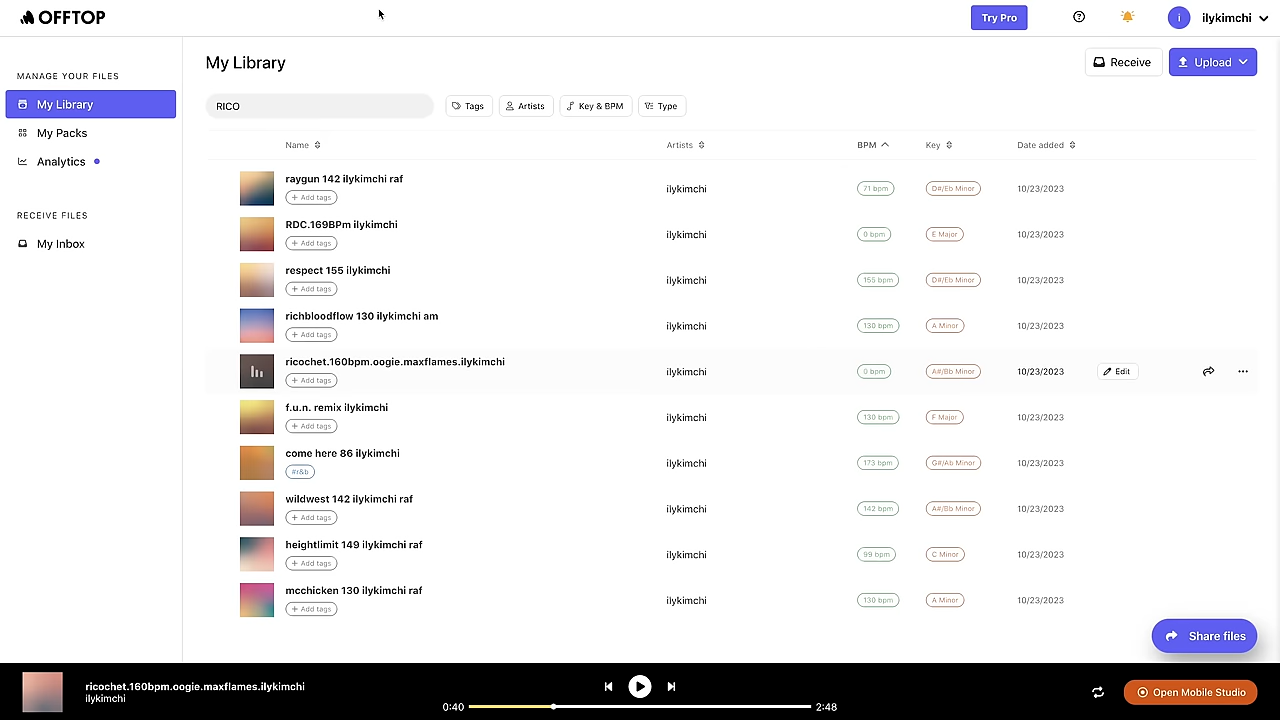 OFFTOP
Try Pro
i
ilykimchi
MANAGE YOUR FILES
My Library
My Packs
Analytics
RECEIVE FILES
My Inbox
My Library
Receive
Upload
RICO
Tags
Artists
Key & BPM
Type
Name
Artists
BPM
Key
Date added
raygun 142 ilykimchi raf
+ Add tags
ilykimchi
71 bpm
D#/Eb Minor
10/23/2023
RDC.169BPm ilykimchi
+ Add tags
ilykimchi
0 bpm
E Major
10/23/2023
respect 155 ilykimchi
+ Add tags
ilykimchi
155 bpm
D#/Eb Minor
10/23/2023
richbloodflow 130 ilykimchi am
+ Add tags
ilykimchi
130 bpm
A Minor
10/23/2023
ricochet.160bpm.oogie.maxflames.ilykimchi
+ Add tags
ilykimchi
0 bpm
A#/Bb Minor
10/23/2023
Edit
f.u.n. remix ilykimchi
+ Add tags
ilykimchi
130 bpm
F Major
10/23/2023
come here 86 ilykimchi
#r&b
ilykimchi
173 bpm
G#/Ab Minor
10/23/2023
wildwest 142 ilykimchi raf
+ Add tags
ilykimchi
142 bpm
A#/Bb Minor
10/23/2023
heightlimit 149 ilykimchi raf
+ Add tags
ilykimchi
99 bpm
C Minor
10/23/2023
mcchicken 130 ilykimchi raf
+ Add tags
ilykimchi
130 bpm
A Minor
10/23/2023
Share files
ricochet.160bpm.oogie.maxflames.ilykimchi
ilykimchi
0:40
2:48
Open Mobile Studio